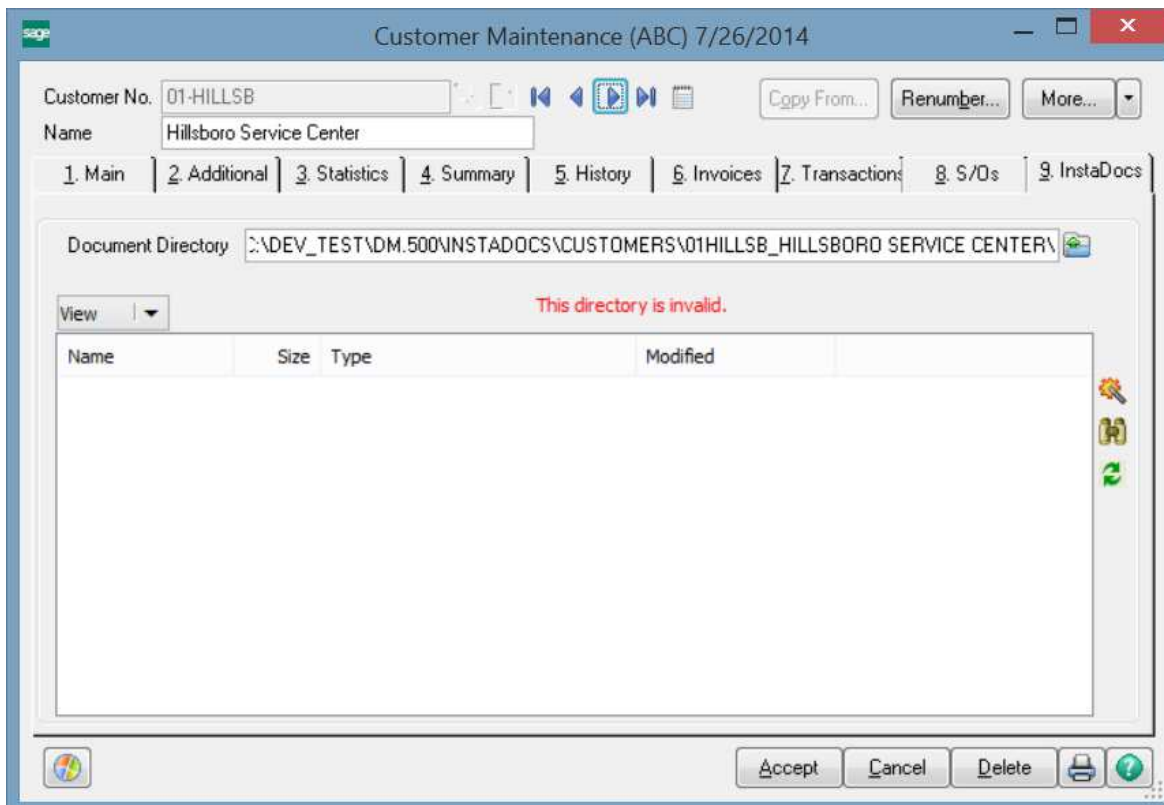 sage Customer Maintenance (ABC) 7/26/2014
Customer No. 01-HILLSB Copy From... Renumber... More...
Name Hillsboro Service Center
1. Main 2. Additional 3. Statistics 4. Summary 5. History 6. Invoices 7. Transactions 8. S/Os 9. InstaDocs
Document Directory :\DEV_TEST\DM.500\INSTADOCS\CUSTOMERS\01HILLSB_HILLSBORO SERVICE CENTER\
View This directory is invalid.
Name Size Type Modified
Accept Cancel Delete